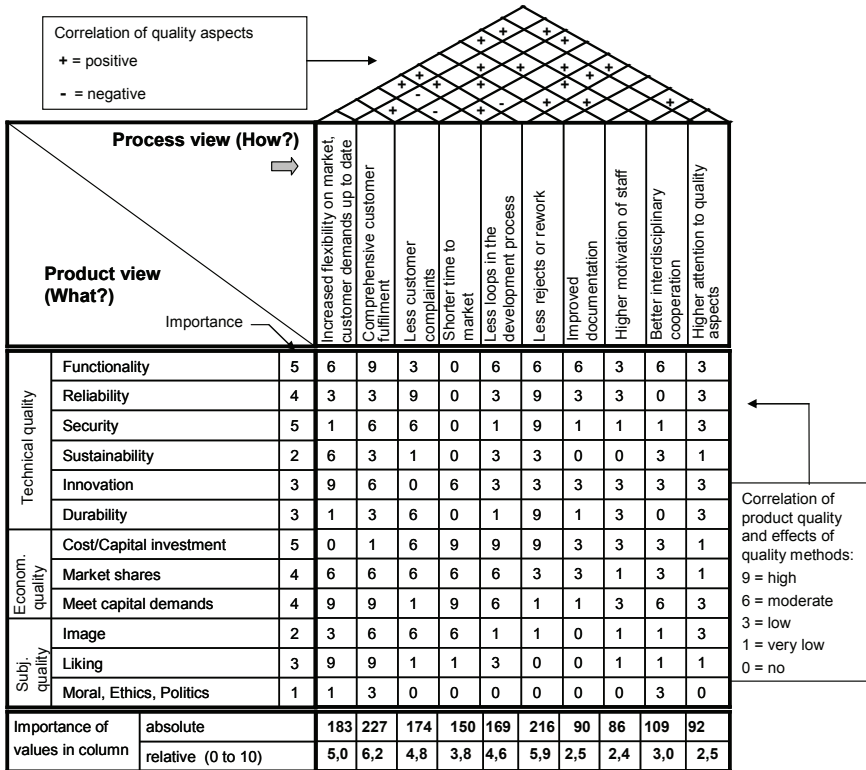 Correlation of quality aspects
+ = positive
- = negative
+ +
+ +
+ + + +
+ + + + +
- + +
- + - + - + + +
Process view (How?)
Product view
(What?)
Importance
Increased flexibility on market,
customer demands up to date
Comprehensive customer
fulfilment
Less customer
complaints
Shorter time to
market
Less loops in the
development process
Less rejects or rework
Improved
documentation
Higher motivation of staff
Better interdisciplinary
cooperation
Higher attention to quality
aspects
Technical quality
Functionality 5 6 9 3 0 6 6 6 3 6 3
Reliability 4 3 3 9 0 3 9 3 3 0 3
Security 5 1 6 6 0 1 9 1 1 1 3
Sustainability 2 6 3 1 0 3 3 0 0 3 1
Innovation 3 9 6 0 6 3 3 3 3 3 3
Durability 3 1 3 6 0 1 9 1 3 0 3
Econom.
quality
Cost/Capital investment 5 0 1 6 9 9 9 3 3 3 1
Market shares 4 6 6 6 6 6 3 3 1 3 1
Meet capital demands 4 9 9 1 9 6 1 1 3 6 3
Subj.
quality
Image 2 3 6 6 6 1 1 0 1 1 3
Liking 3 9 9 1 1 3 0 0 1 1 1
Moral, Ethics, Politics 1 1 3 0 0 0 0 0 0 3 0
Importance of
values in column
absolute 183 227 174 150 169 216 90 86 109 92
relative (0 to 10) 5,0 6,2 4,8 3,8 4,6 5,9 2,5 2,4 3,0 2,5
Correlation of
product quality
and effects of
quality methods:
9 = high
6 = moderate
3 = low
1 = very low
0 = no